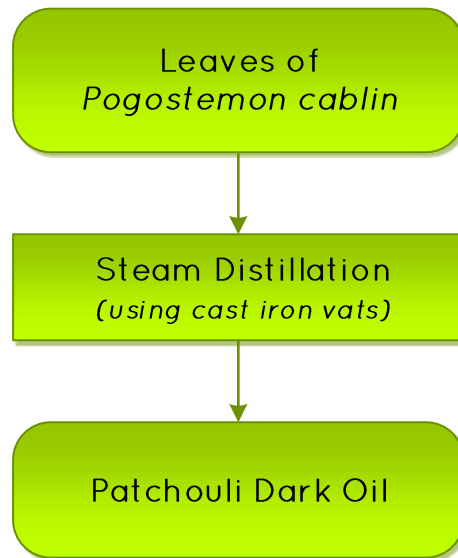 Leaves of
Pogostemon cablin
Steam Distillation
(using cast iron vats)
Patchouli Dark Oil